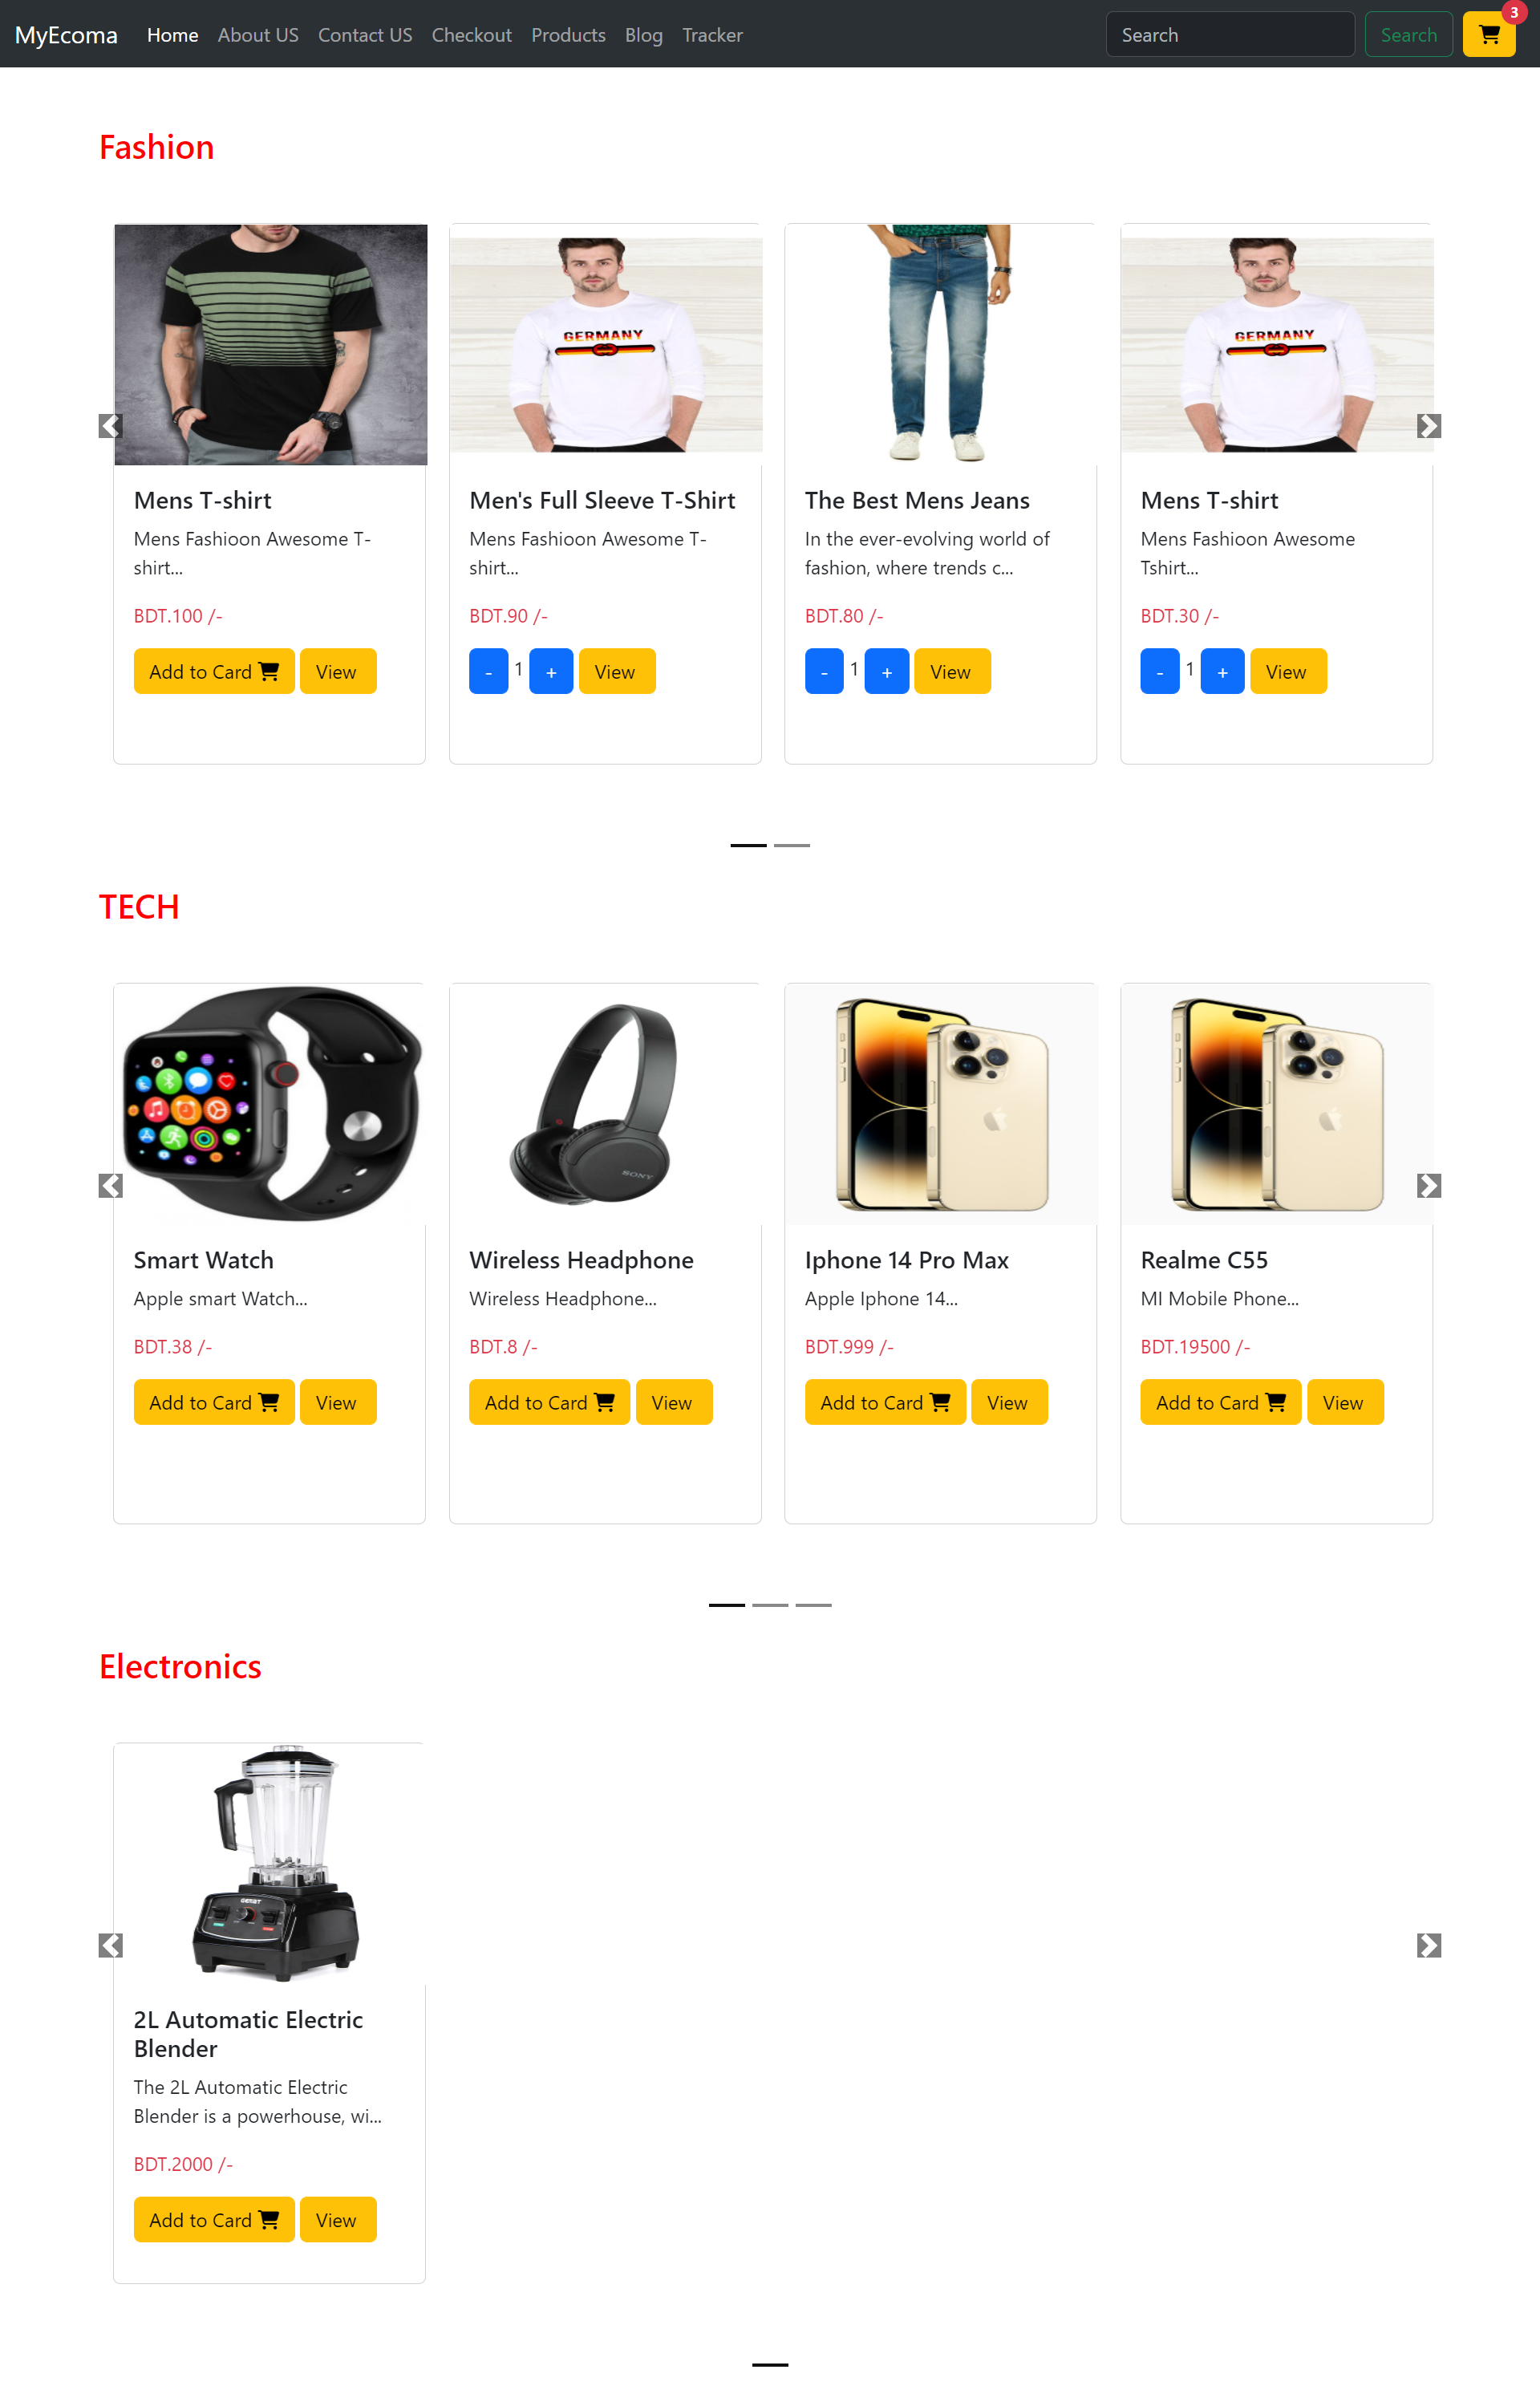 MyEcoma Home About US Contact US Checkout Products Blog Tracker Search Search 3
Fashion
GERMANY
GERMANY
Mens T-shirt
Mens Fashioon Awesome T-
shirt...
BDT.100 /-
Add to Card View
Men's Full Sleeve T-Shirt
Mens Fashioon Awesome T-
shirt...
BDT.90 /-
- 1 + View
The Best Mens Jeans
In the ever-evolving world of
fashion, where trends c...
BDT.80 /-
- 1 + View
Mens T-shirt
Mens Fashioon Awesome
Tshirt...
BDT.30 /-
- 1 + View
TECH
SONY
Smart Watch
Apple smart Watch...
BDT.38 /-
Add to Card View
Wireless Headphone
Wireless Headphone...
BDT.8 /-
Add to Card View
Iphone 14 Pro Max
Apple Iphone 14...
BDT.999 /-
Add to Card View
Realme C55
MI Mobile Phone...
BDT.19500 /-
Add to Card View
Electronics
2L Automatic Electric
Blender
The 2L Automatic Electric
Blender is a powerhouse, wi...
BDT.2000 /-
Add to Card View